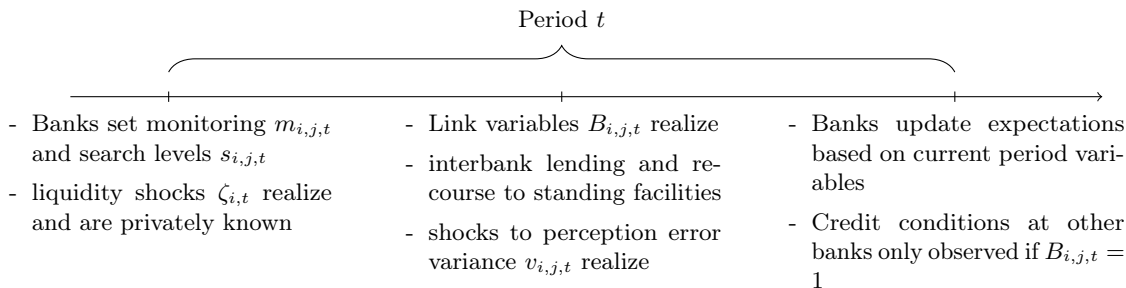 Period $t$
- Banks set monitoring $m_{i,j,t}$
and search levels $s_{i,j,t}$
- liquidity shocks $\zeta_{i,t}$ realize
and are privately known
- Link variables $B_{i,j,t}$ realize
- interbank lending and re-
course to standing facilities
- shocks to perception error
variance $v_{i,j,t}$ realize
- Banks update expectations
based on current period vari-
ables
- Credit conditions at other
banks only observed if $B_{i,j,t} =$
1